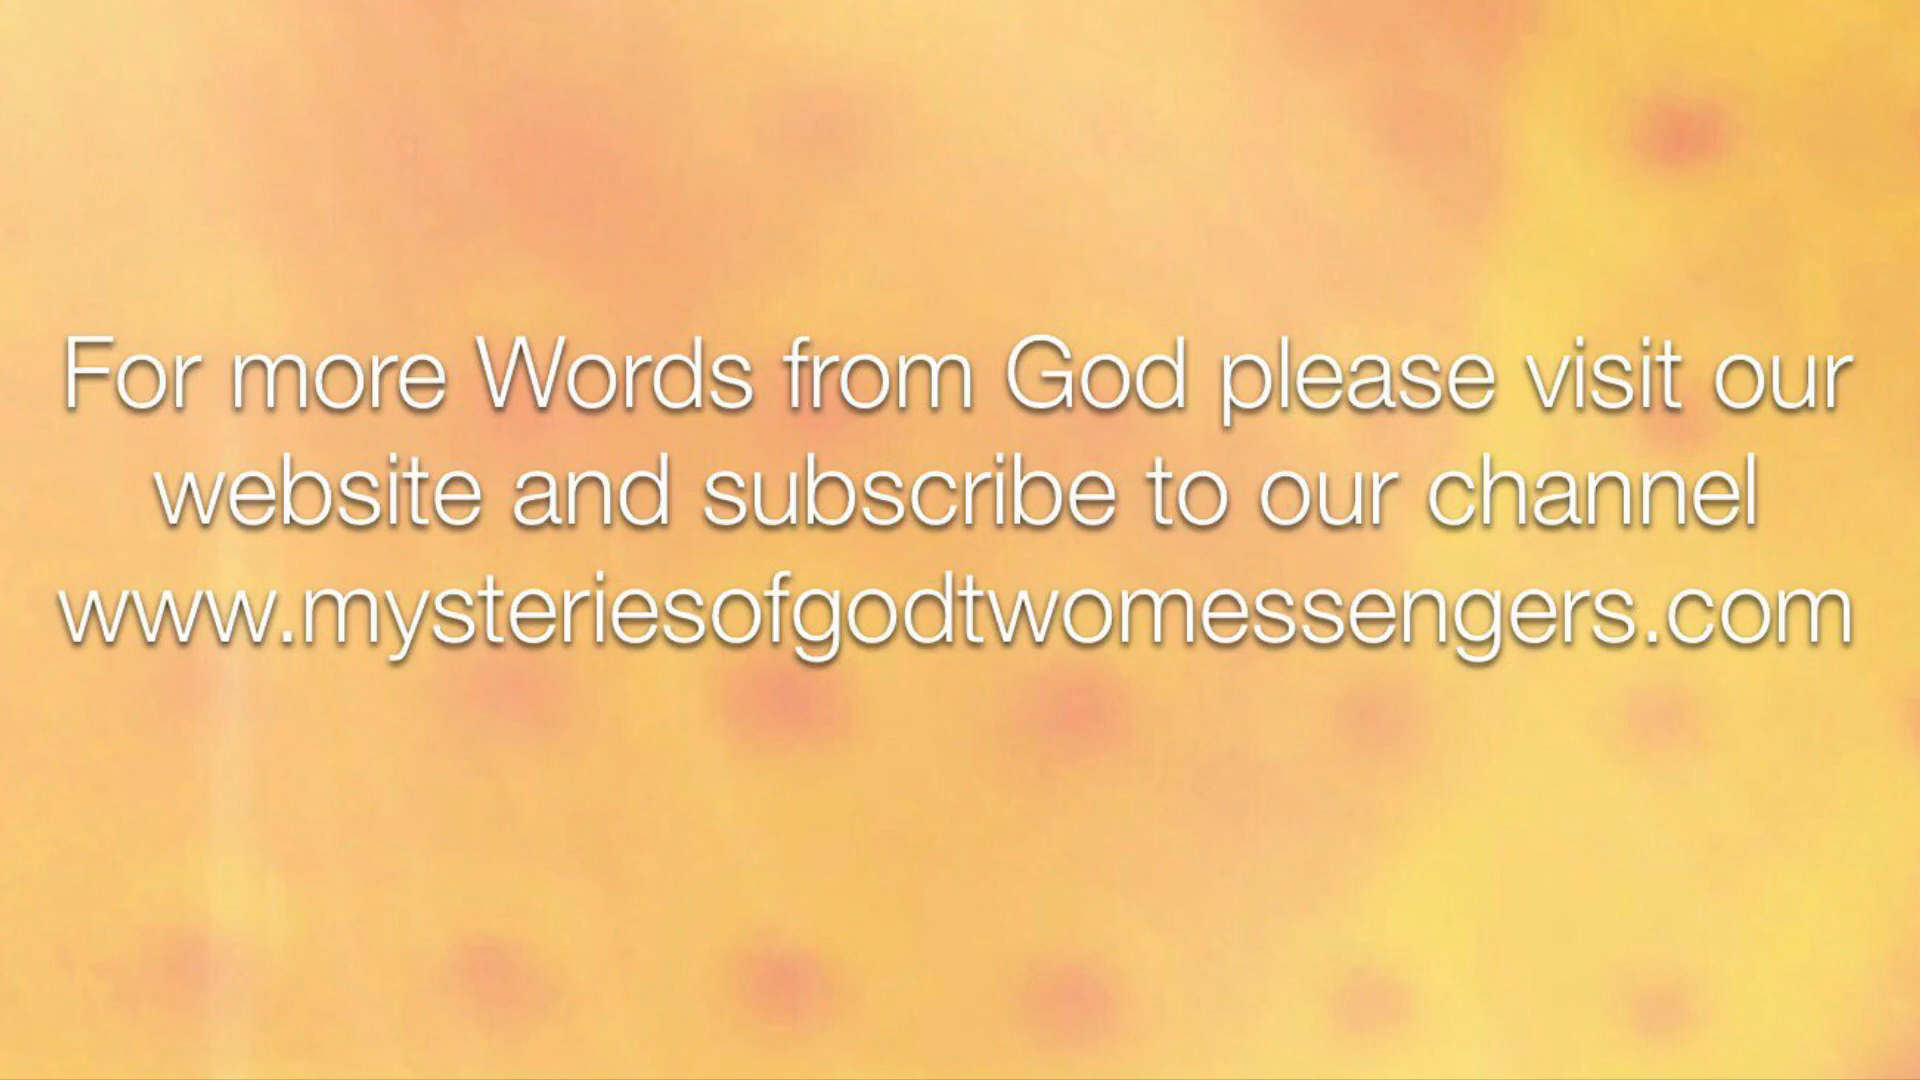 For more Words from God please visit our
website and subscribe to our channel
www.mysteriesofgodtwomessengers.com